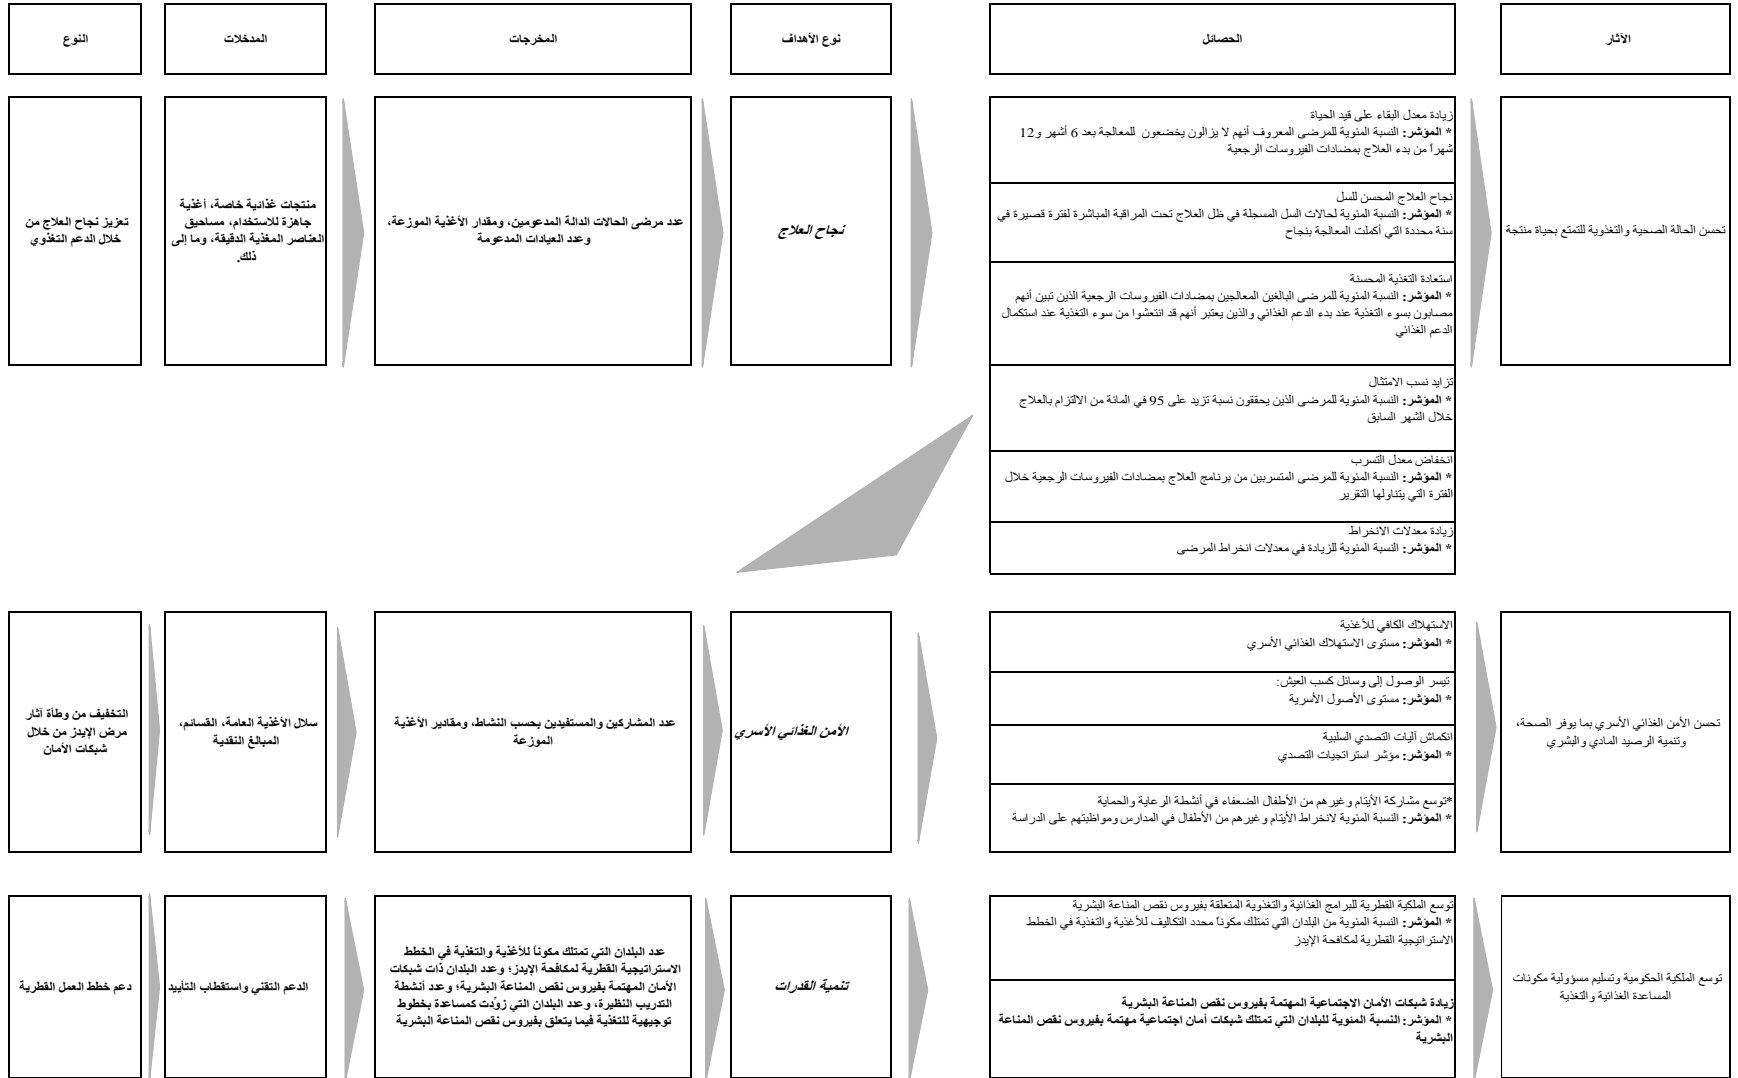 النوع
المدخلات
المخرجات
نوع الأهداف
الحصائل
الآثار
تعزيز نجاح العلاج من
خلال الدعم التغذوي
منتجات غذائية خاصة، أغذية
جاهزة للاستخدام، مساحيق
العناصر المغذية الدقيقة، وما إلى
ذلك.
عدد مرضى الحالات الدالة المدعومين، ومقدار الأغذية الموزعة،
وعدد العيادات المدعومة
نجاح العلاج
زيادة معدل البقاء على قيد الحياة
* المؤشر: النسبة المئوية للمرضى المعروف أنهم لا يزالون يخضعون للمعالجة بعد 6 أشهر و12
شهراً من بدء العلاج بمضادات الفيروسات الرجعية
نجاح العلاج المحسن للسل
* المؤشر: النسبة المئوية لحالات السل المسجلة في ظل العلاج تحت المراقبة المباشرة لفترة قصيرة في
سنة محددة التي أكملت المعالجة بنجاح
استعادة التغذية المحسنة
* المؤشر: النسبة المئوية للمرضى البالغين المعالجين بمضادات الفيروسات الرجعية الذين تبين أنهم
مصابون بسوء التغذية عند بدء الدعم الغذائي والذين يعتبر أنهم قد انتعشوا من سوء التغذية عند استكمال
الدعم الغذائي
تزايد نسب الامتثال
* المؤشر: النسبة المئوية للمرضى الذين يحققون نسبة تزيد على 95 في المائة من الالتزام بالعلاج
خلال الشهر السابق
انخفاض معدل التسرب
* المؤشر: النسبة المئوية للمرضى المتسربين من برنامج العلاج بمضادات الفيروسات الرجعية خلال
الفترة التي يتناولها التقرير
زيادة معدلات الانخراط
* المؤشر: النسبة المئوية للزيادة في معدلات انخراط المرضى
تحسن الحالة الصحية والتغذوية للتمتع بحياة منتجة
التخفيف من وطأة آثار
مرض الإيدز من خلال
شبكات الأمان
سلال الأغذية العامة، القسائم،
المبالغ النقدية
عدد المشاركين والمستفيدين بحسب النشاط، ومقادير الأغذية
الموزعة
الأمن الغذائي الأسري
الاستهلاك الكافي للأغذية
* المؤشر: مستوى الاستهلاك الغذائي الأسري
تيسر الوصول إلى وسائل كسب العيش:
* المؤشر: مستوى الأصول الأسرية
انكماش آليات التصدي السلبية
* المؤشر: مؤشر استراتجيات التصدي
*توسع مشاركة الأيتام وغيرهم من الأطفال الضعفاء في أنشطة الرعاية والحماية
* المؤشر: النسبة المئوية لانخراط الأيتام وغيرهم من الأطفال في المدارس ومواظبتهم على الدراسة
تحسن الأمن الغذائي الأسري بما يوفر الصحة،
وتنمية الرصيد المادي والبشري
دعم خطط العمل القطرية
الدعم التقني واستقطاب التأييد
عدد البلدان التي تمتلك مكوناً للأغذية والتغذية في الخطط
الاستراتيجية القطرية لمكافحة الإيدز؛ وعدد البلدان ذات شبكات
الأمان المهتمة بفيروس نقص المناعة البشرية؛ وعدد أنشطة
التدريب النظيرة، وعدد البلدان التي زوِّدت كمساعدة بخطوط
توجيهية للتغذية فيما يتعلق بفيروس نقص المناعة البشرية
تنمية القدرات
توسع الملكية القطرية للبرامج الغذائية والتغذوية المتعلقة بفيروس نقص المناعة البشرية
* المؤشر: النسبة المئوية من البلدان التي تمتلك مكوناً محدد التكاليف للأغذية والتغذية في الخطط
الاستراتيجية القطرية لمكافحة الإيدز
زيادة شبكات الأمان الاجتماعية المهتمة بفيروس نقص المناعة البشرية
* المؤشر: النسبة المئوية للبلدان التي تمتلك شبكات أمان اجتماعية مهتمة بفيروس نقص المناعة
البشرية
توسع الملكية الحكومية وتسليم مسؤولية مكونات
المساعدة الغذائية والتغذية